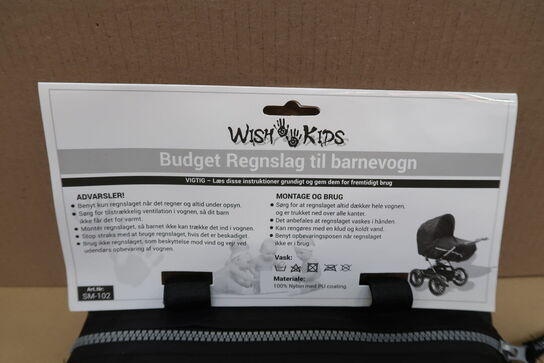 WISH KIDS
Budget Regnslag til barnevogn
VIGTIG – Læs disse instruktioner grundigt og gem dem for fremtidigt brug
ADVARSLER!
• Benyt kun regnslaget når det regner og altid under opsyn.
• Sørg for tilstrækkelig ventilation i vognen, så dit barn
ikke får det for varmt.
• Montér regnslaget, så barnet ikke kan trække det ind i vognen.
• Stop straks med at bruge regnslaget, hvis det er beskadiget.
• Brug ikke regnslaget, som beskyttelse mod vind og vejr ved
udendørs opbevaring af vognen.
Art.Nr:
SM-102
MONTAGE OG BRUG
• Sørg for at regnslaget altid dækker hele vognen,
og er trukket ned over alle kanter.
• Det anbefales at regnslaget vaskes i hånden.
• Kan rengøres med en klud og koldt vand.
• Benyt opbevaringsposen når regnslaget
ikke er i brug.
Vask:
Materiale:
100% Nylon med PU coating.